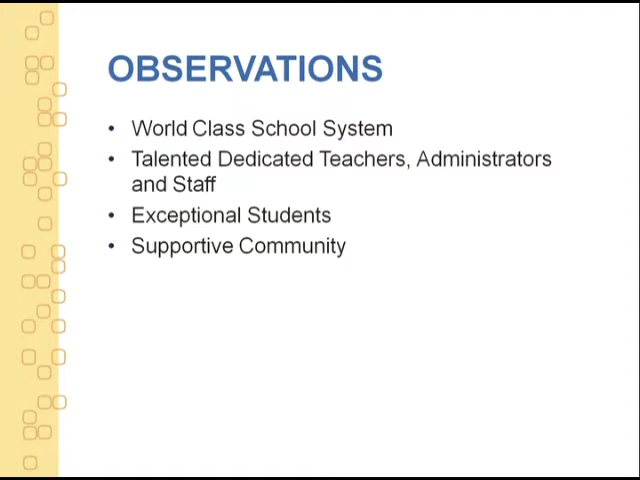 OBSERVATIONS
• World Class School System
• Talented Dedicated Teachers, Administrators
and Staff
• Exceptional Students
• Supportive Community